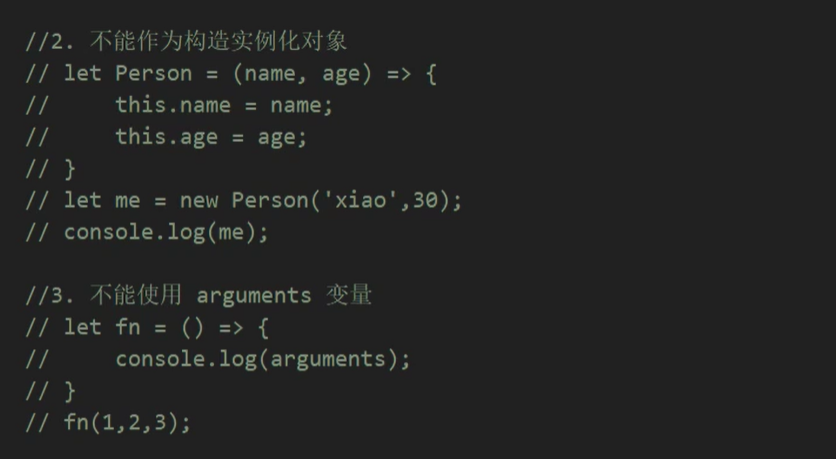 //2. 不能作为构造实例化对象
// let Person = (name, age) => {
//     this.name = name;
//     this.age = age;
// }
// let me = new Person('xiao',30);
// console.log(me);
//3. 不能使用 arguments 变量
// let fn = () => {
//     console.log(arguments);
// }
// fn(1,2,3);